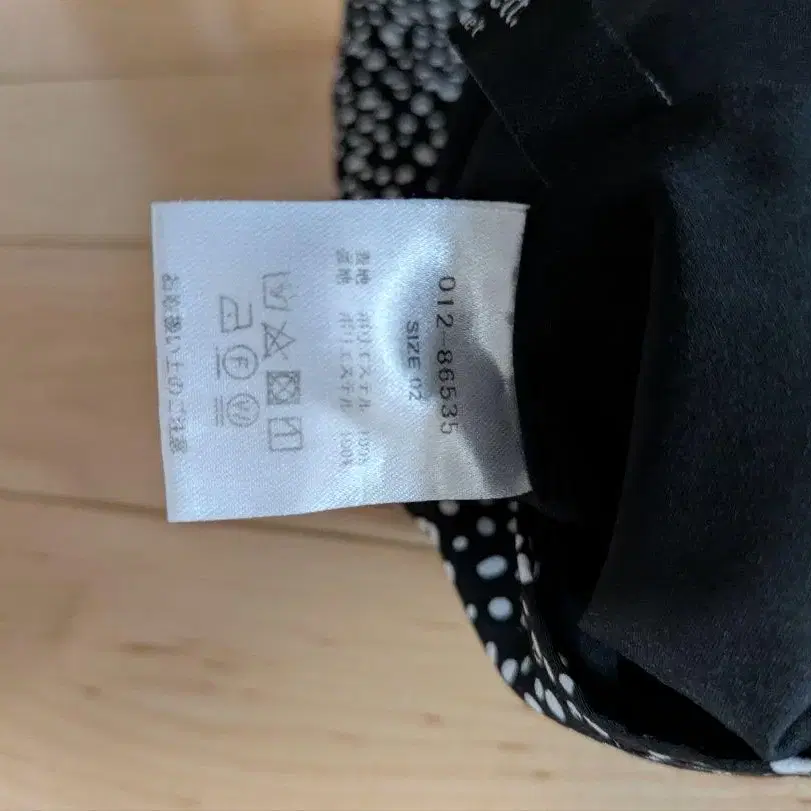 012-86535
SIZE 02
表地 ポリエステル 100%
裏地 ポリエステル 100%
F
W
お取扱い上のご注意